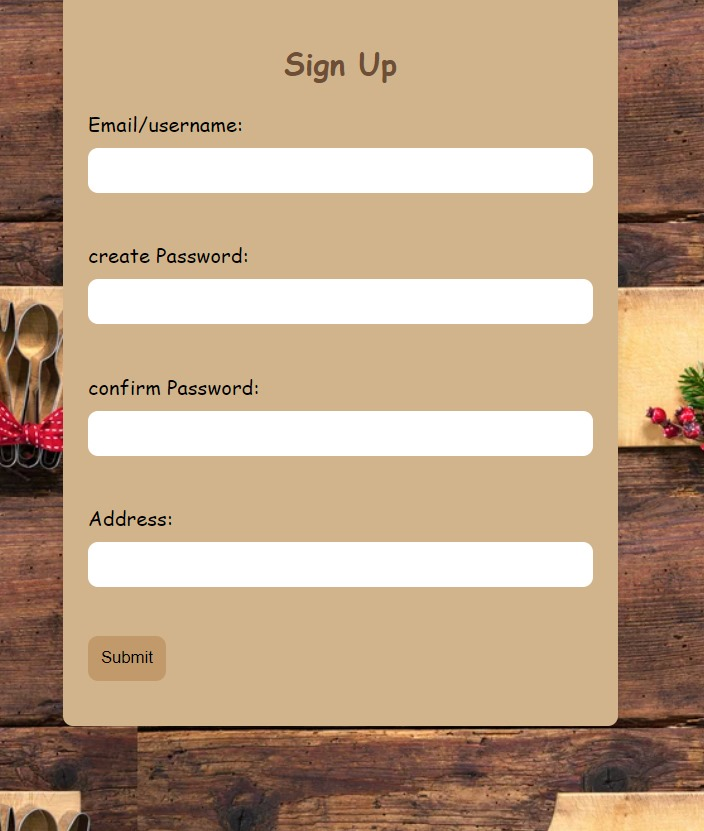 Sign Up
Email/username:
create Password:
confirm Password:
Address:
Submit